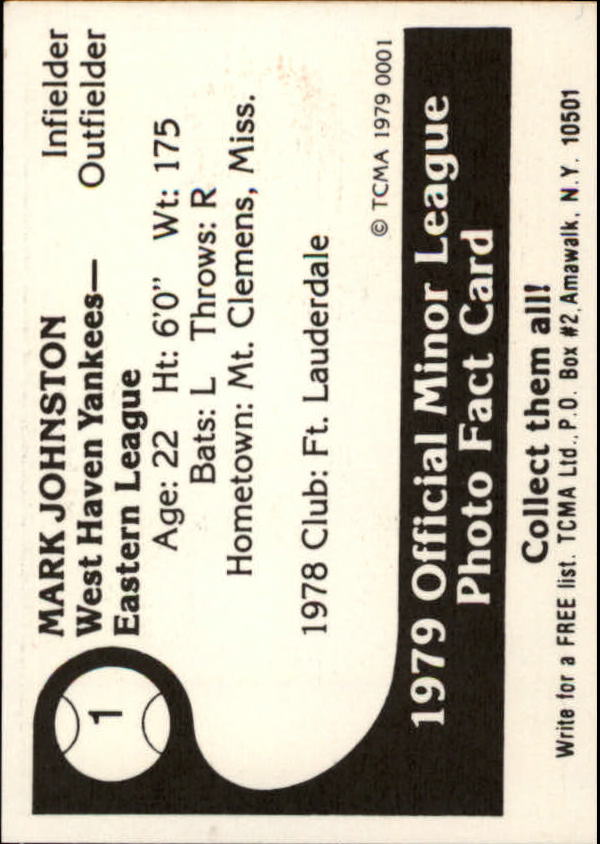 1
MARK JOHNSTON
Infielder
West Haven Yankees—
Outfielder
Eastern League
Age: 22 Ht: 6'0" Wt: 175
Bats: L Throws: R
Hometown: Mt. Clemens, Miss.
1978 Club: Ft. Lauderdale
© TCMA 1979 0001
1979 Official Minor League
Photo Fact Card
Collect them all!
Write for a FREE list. TCMA Ltd., P.O. Box #2, Amawalk, N.Y. 10501